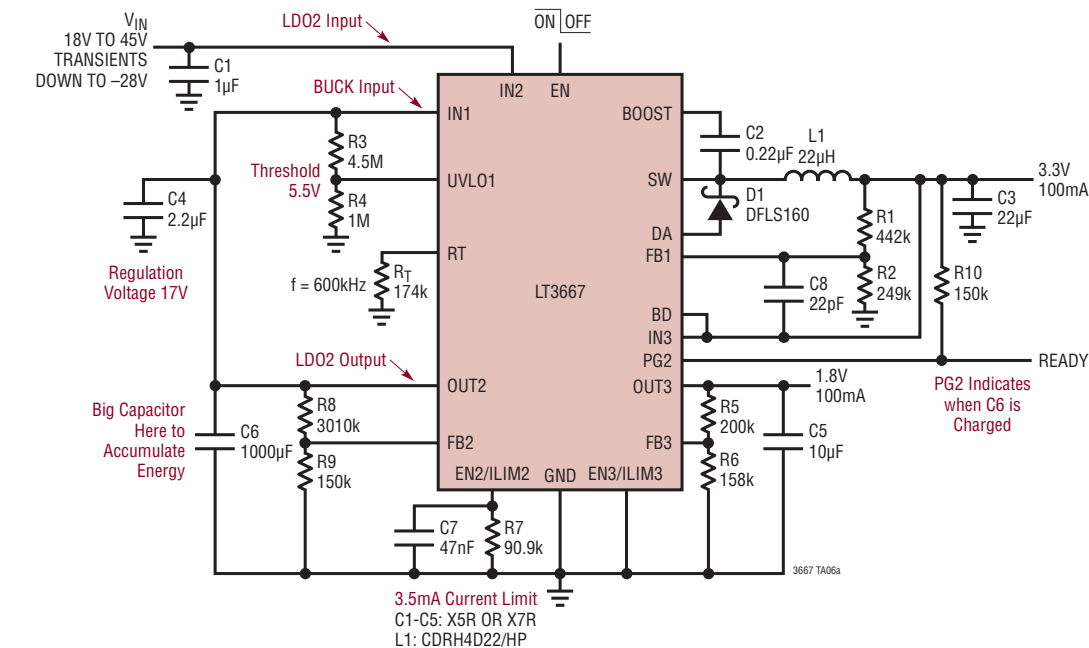 VIN
18V TO 45V
TRANSIENTS
DOWN TO –28V
C1
1µF
LDO2 Input
ON OFF
IN2
EN
BUCK Input
IN1
BOOST
R3
4.5M
Threshold
5.5V
UVLO1
R4
1M
C4
2.2µF
Regulation
Voltage 17V
RT
f = 600kHz
RT
174k
LT3667
C2
0.22µF
L1
22µH
SW
D1
DFLS160
DA
FB1
R1
442k
R2
249k
C8
22pF
3.3V
100mA
C3
22µF
R10
150k
BD
IN3
PG2
READY
PG2 Indicates
when C6 is
Charged
LDO2 Output
OUT2
OUT3
1.8V
100mA
Big Capacitor
Here to
Accumulate
Energy
C6
1000µF
R8
3010k
R9
150k
FB2
FB3
R5
200k
R6
158k
C5
10µF
EN2/ILIM2
GND
EN3/ILIM3
C7
47nF
R7
90.9k
3667 TA06a
3.5mA Current Limit
C1-C5: X5R OR X7R
L1: CDRH4D22/HP